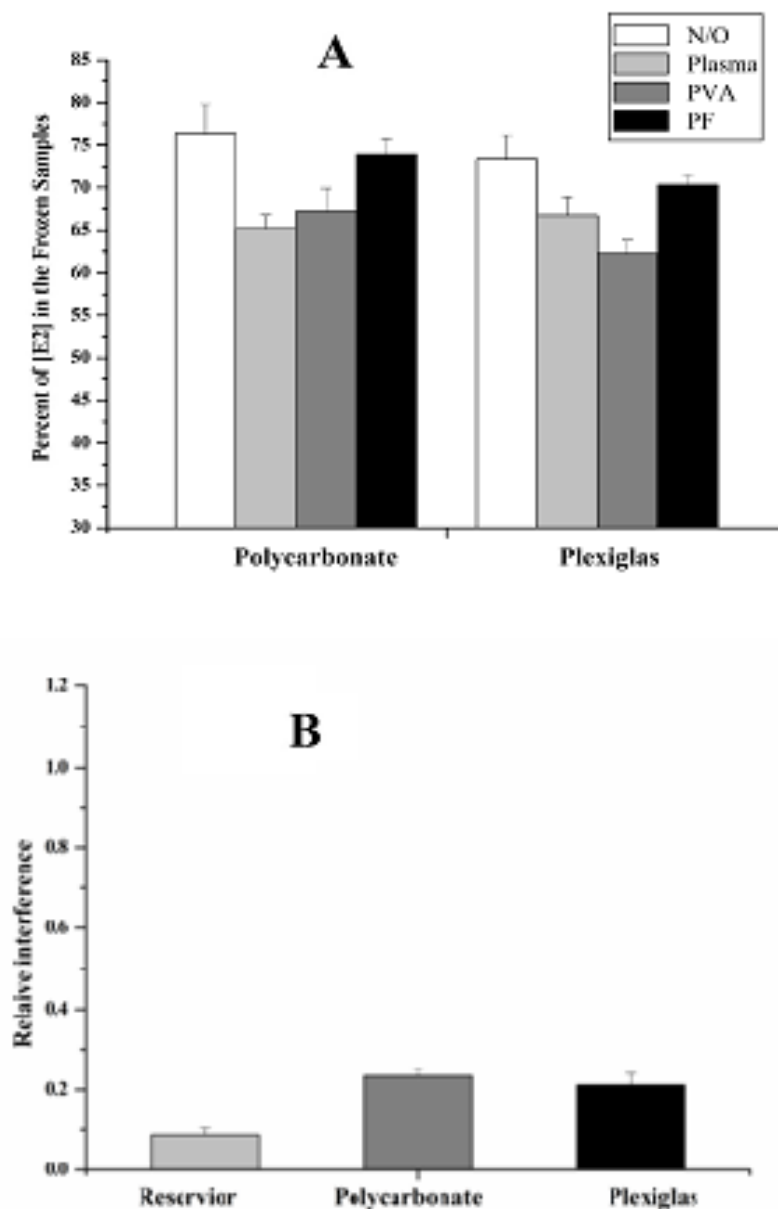 A
N/O
Plasma
PVA
PF
85
80
75
70
65
60
55
50
45
40
35
30
Percent of [E2] in the Frozen Samples
Polycarbonate Plexiglas
B
1.2
1.0
0.8
0.6
0.4
0.2
0.0
Relaive interference
Reservior Polycarbonate Plexiglas